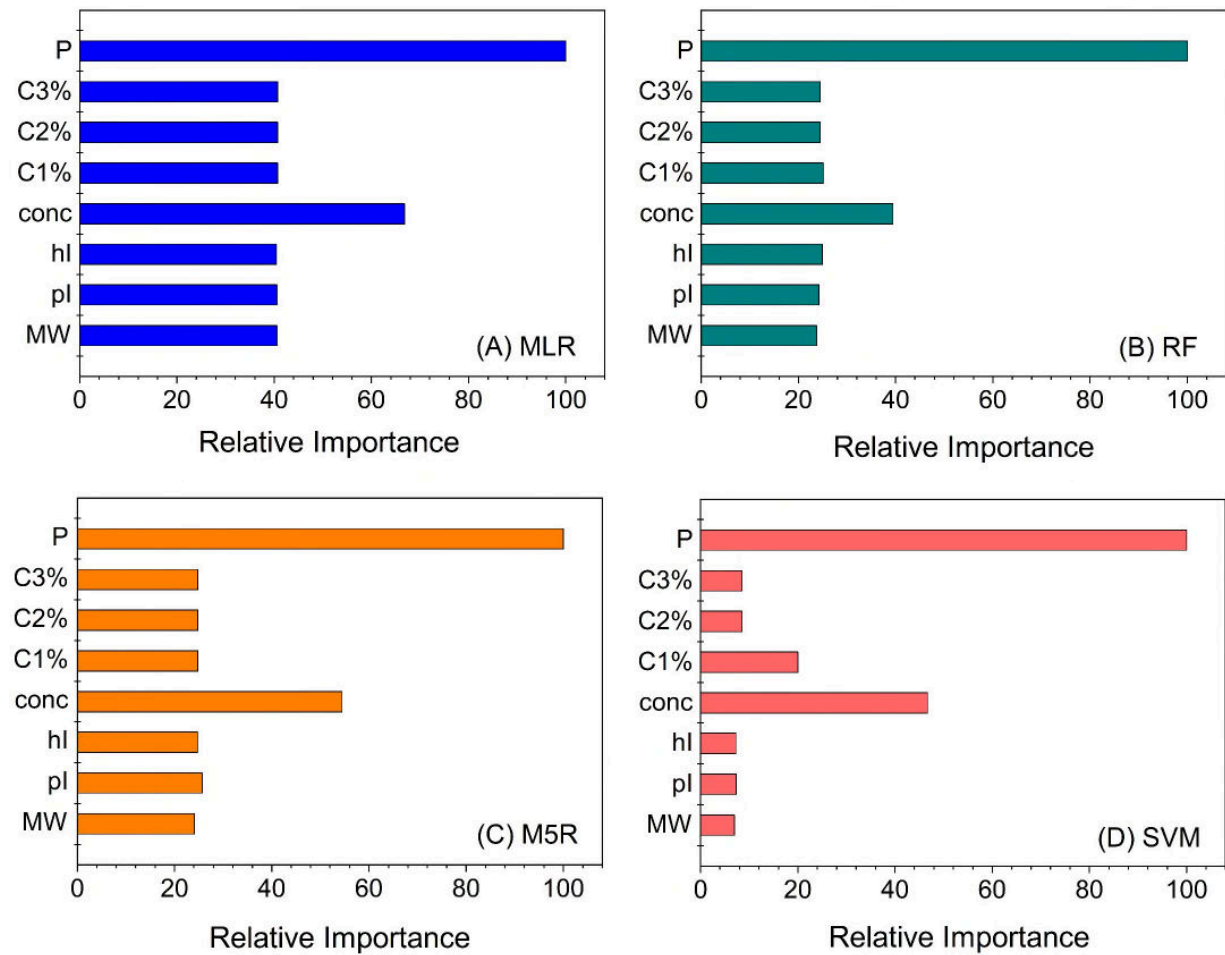 P
C3%
C2%
C1%
conc
hI
pI
MW
(A) MLR
0 20 40 60 80 100
Relative Importance
P
C3%
C2%
C1%
conc
hI
pI
MW
(B) RF
0 20 40 60 80 100
Relative Importance
P
C3%
C2%
C1%
conc
hI
pI
MW
(C) M5R
0 20 40 60 80 100
Relative Importance
P
C3%
C2%
C1%
conc
hI
pI
MW
(D) SVM
0 20 40 60 80 100
Relative Importance